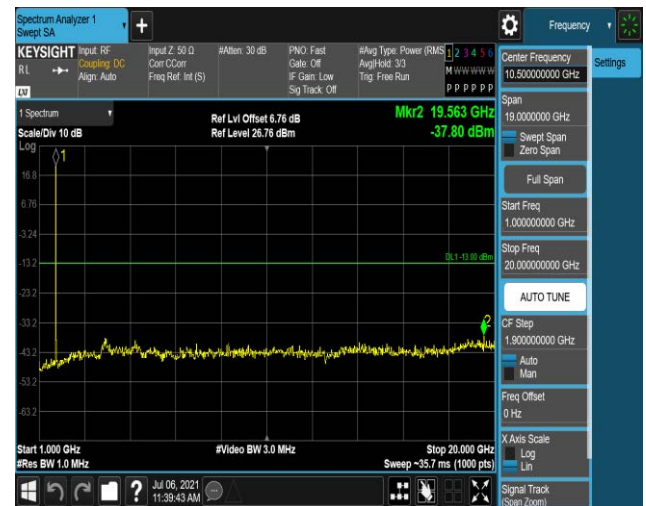 Spectrum Analyzer 1
Swept SA
Frequency
KEYSIGHT
RL
LXI
Input: RF
Coupling: DC
Align: Auto
Input Z: 50 Ω
Corr CCorr
Freq Ref: Int (S)
#Atten: 30 dB
PNO: Fast
Gate: Off
IF Gain: Low
Sig Track: Off
#Avg Type: Power (RMS
Avg|Hold: 3/3
Trig: Free Run
1 2 3 4 5 6
M W W W W W
P P P P P P
1 Spectrum
Scale/Div 10 dB
Log
Ref Lvl Offset 6.76 dB
Ref Level 26.76 dBm
Mkr2 19.563 GHz
-37.80 dBm
1
16.8
6.76
-3.24
-13.2
DL1 -13.00 dBm
-23.2
-33.2
2
-43.2
-53.2
-63.2
Start 1.000 GHz
#Res BW 1.0 MHz
#Video BW 3.0 MHz
Stop 20.000 GHz
Sweep ~35.7 ms (1000 pts)
Jul 06, 2021
11:39:43 AM
Center Frequency
10.500000000 GHz
Settings
Span
19.0000000 GHz
Swept Span
Zero Span
Full Span
Start Freq
1.000000000 GHz
Stop Freq
20.000000000 GHz
AUTO TUNE
CF Step
1.900000000 GHz
Auto
Man
Freq Offset
0 Hz
X Axis Scale
Log
Lin
Signal Track
(Span Zoom)